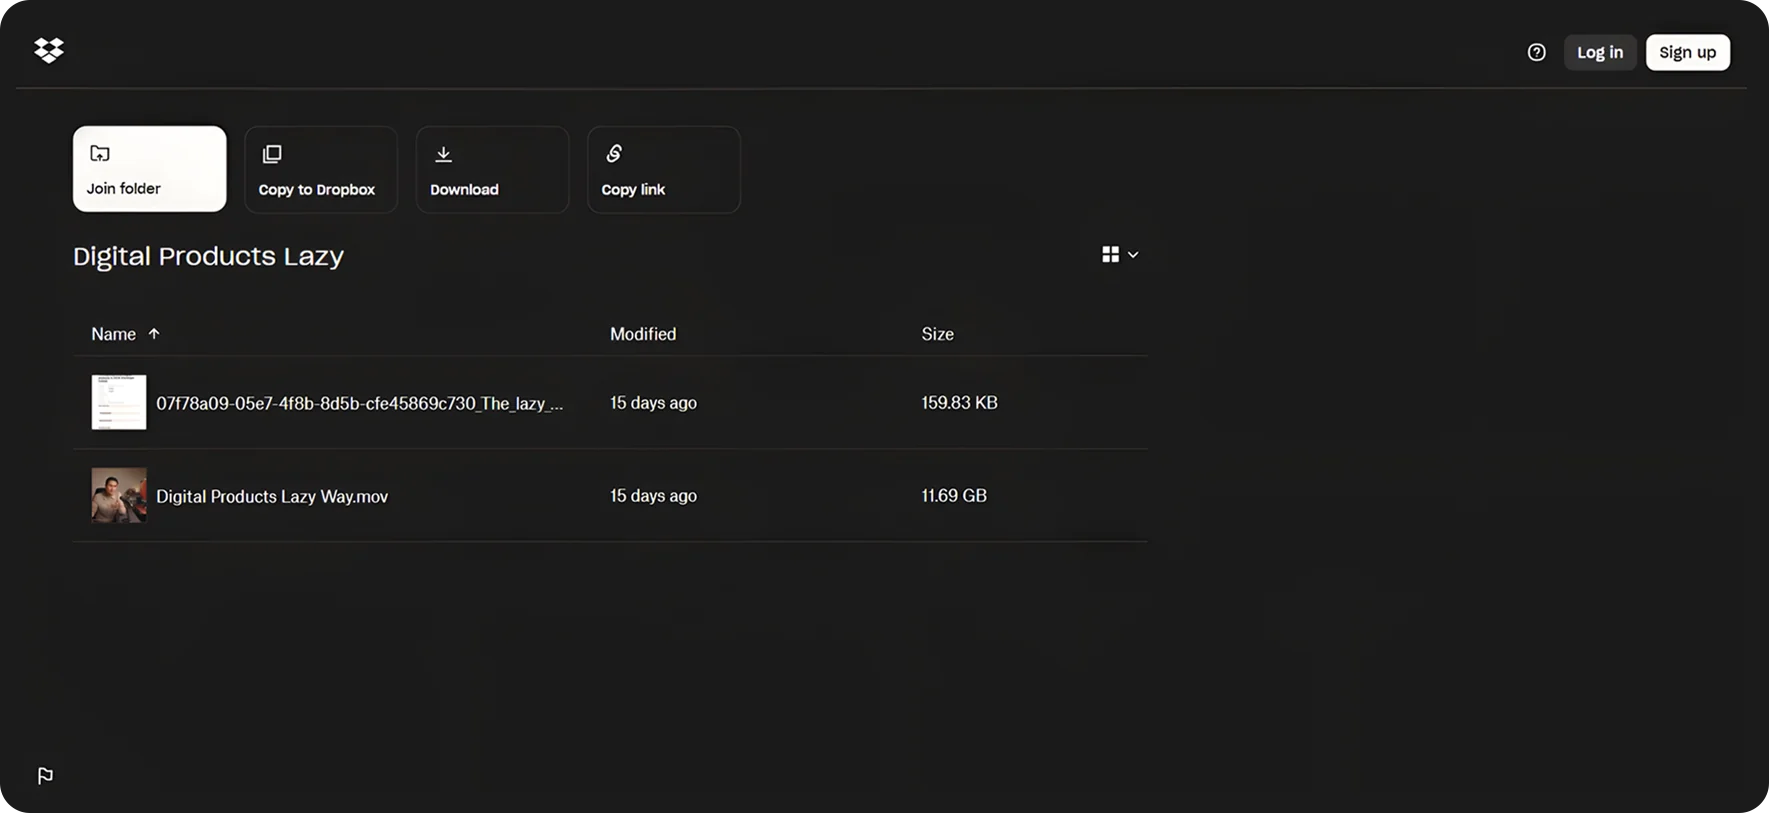 Log in
Sign up
Join folder
Copy to Dropbox
Download
Copy link
Digital Products Lazy
Name
Modified
Size
07f78a09-05e7-4f8b-8d5b-cfe45869c730_The_lazy_...
15 days ago
159.83 KB
Digital Products Lazy Way.mov
15 days ago
11.69 GB